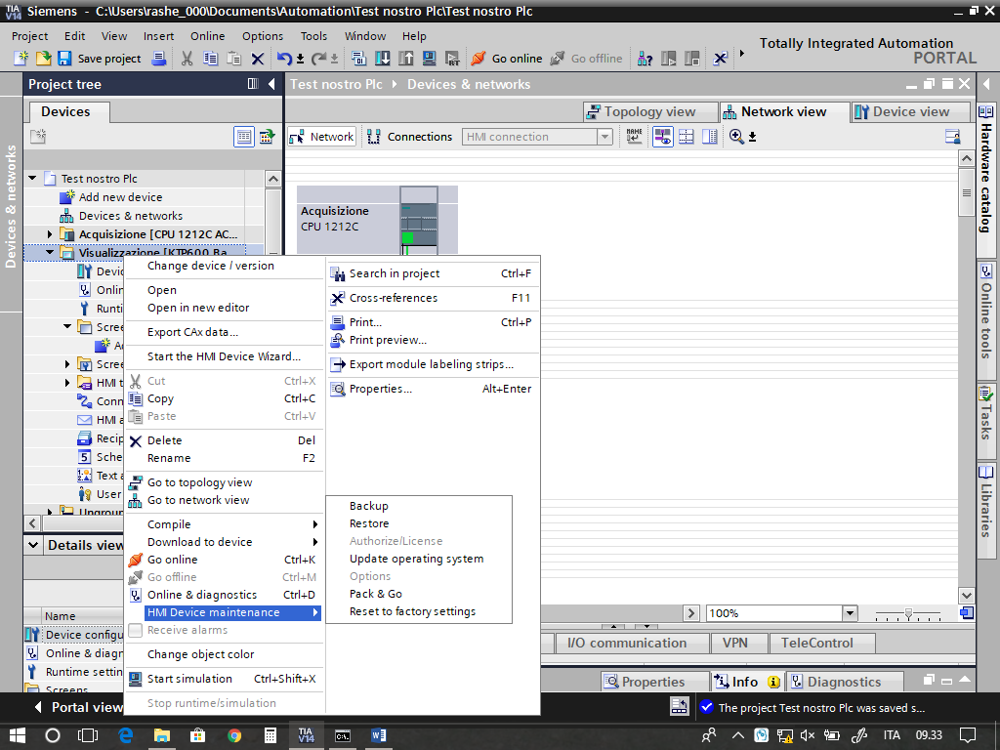 TIA V14 Siemens - C:\Users\rashe_000\Documents\Automation\Test nostro Plc\Test nostro Plc
Project Edit View Insert Online Options Tools Window Help
Totally Integrated Automation
PORTAL
Save project Go online Go offline
Project tree
Test nostro Plc Devices & networks
Devices
Topology view Network view Device view
Network Connections HMI connection
Devices & networks
Test nostro Plc
Add new device
Devices & networks
Acquisizione [CPU 1212C AC...
Visualizzazione [KTP600 Ba...
Devic
Onlin
Runti
Scree
Ad
Scree
HMI t
Conn
HMI a
Recip
Sche
Text a
User
Ungroup
Acquisizione
CPU 1212C
Change device / version
Open
Open in new editor
Export CAx data...
Start the HMI Device Wizard...
Cut Ctrl+X
Copy Ctrl+C
Paste Ctrl+V
Delete Del
Rename F2
Go to topology view
Go to network view
Compile
Download to device
Go online Ctrl+K
Go offline Ctrl+M
Online & diagnostics Ctrl+D
HMI Device maintenance
Receive alarms
Change object color
Start simulation Ctrl+Shift+X
Stop runtime/simulation
Search in project Ctrl+F
Cross-references F11
Print... Ctrl+P
Print preview...
Export module labeling strips...
Properties... Alt+Enter
Backup
Restore
Authorize/License
Update operating system
Options
Pack & Go
Reset to factory settings
Hardware catalog
Online tools
Tasks
Libraries
Details view
Name
Device configu
Online & diagn
Runtime settin
Screens
100%
I/O communication VPN TeleControl
Properties Info Diagnostics
Portal view
The project Test nostro Plc was saved s...
TIA V14
C:\
ITA 09.33